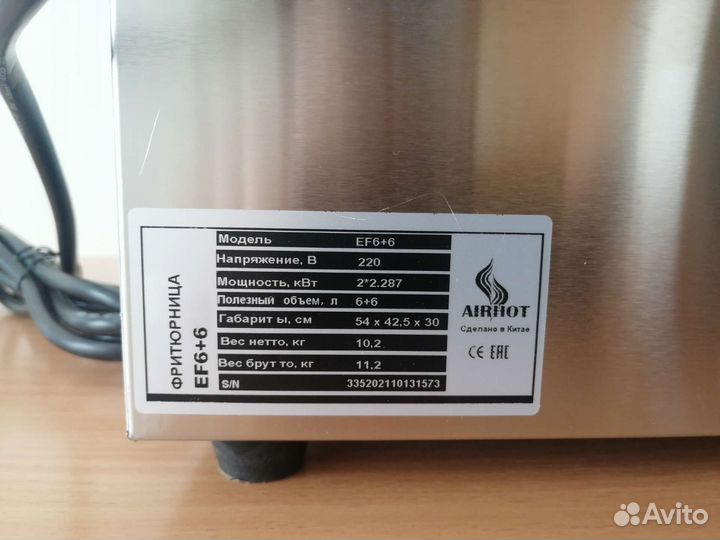 ФРИТЮРНИЦА
EF6+6
Модель EF6+6
Напряжение, В 220
Мощность, кВт 2*2.287
Полезный объем, л 6+6
Габарит ы, см 54 x 42,5 x 30
Вес нетто, кг 10,2
Вес брут то, кг 11,2
S/N 335202110131573
AIRHOT
Сделано в Китае
CE EAC
Avito